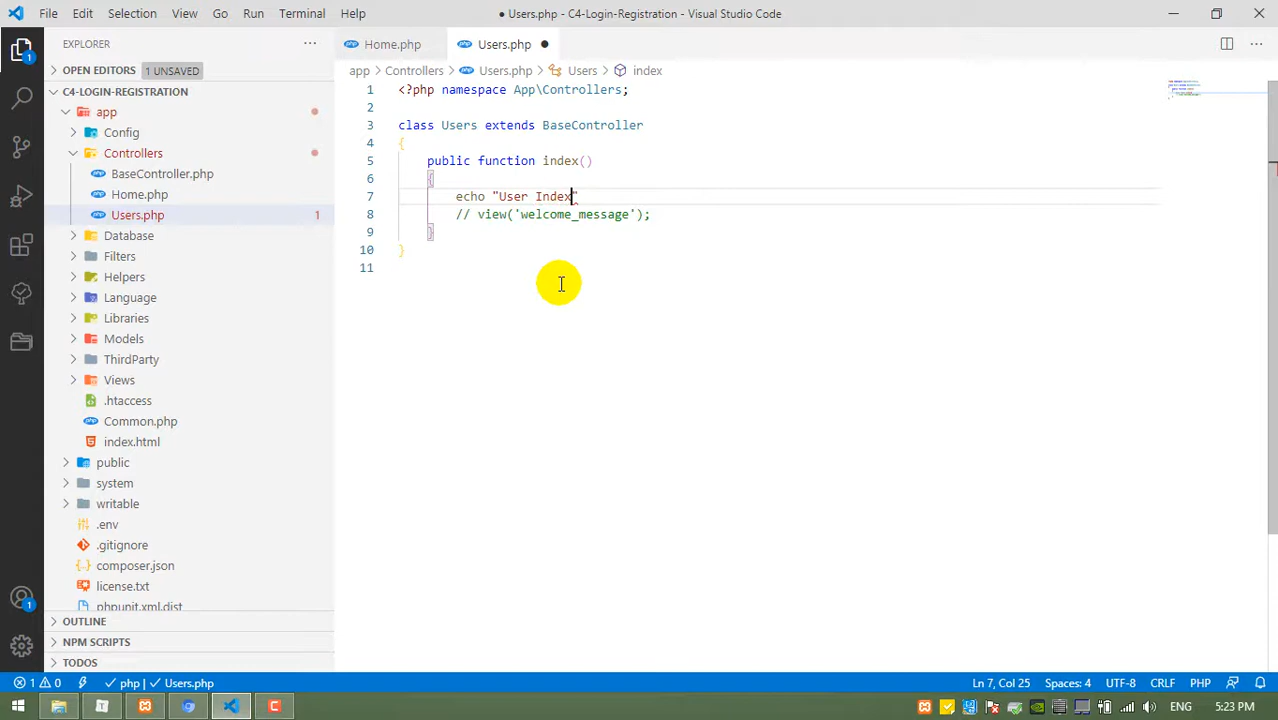 File Edit Selection View Go Run Terminal Help
● Users.php - C4-Login-Registration - Visual Studio Code
EXPLORER
Home.php
Users.php
OPEN EDITORS 1 UNSAVED
C4-LOGIN-REGISTRATION
app
Config
Controllers
BaseController.php
Home.php
Users.php 1
Database
Filters
Helpers
Language
Libraries
Models
ThirdParty
Views
.htaccess
Common.php
index.html
public
system
writable
.env
.gitignore
composer.json
license.txt
phpunit.xml.dist
OUTLINE
NPM SCRIPTS
TODOS
app > Controllers > Users.php > Users > index
1 <?php namespace App\Controllers;
2
3 class Users extends BaseController
4 {
5 public function index()
6 {
7 echo "User Index"
8 // view('welcome_message');
9 }
10 }
11
1 0 php Users.php
Ln 7, Col 25 Spaces: 4 UTF-8 CRLF PHP
ENG 5:23 PM